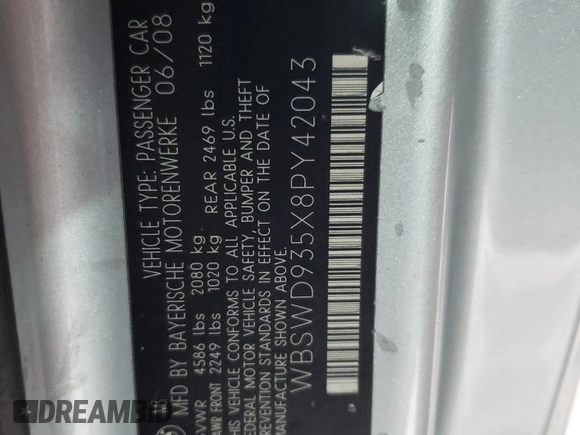 VEHICLE TYPE: PASSENGER CAR
MFD BY BAYERISCHE MOTORENWERKE 06/08
GVWR 4586 lbs 2080 kg
GAWR FRONT 2249 lbs 1020 kg REAR 2469 lbs 1120 kg
THIS VEHICLE CONFORMS TO ALL APPLICABLE U.S.
FEDERAL MOTOR VEHICLE SAFETY, BUMPER AND THEFT
PREVENTION STANDARDS IN EFFECT ON THE DATE OF
MANUFACTURE SHOWN ABOVE.
WBSWD935X8PY42043
DREAMBID